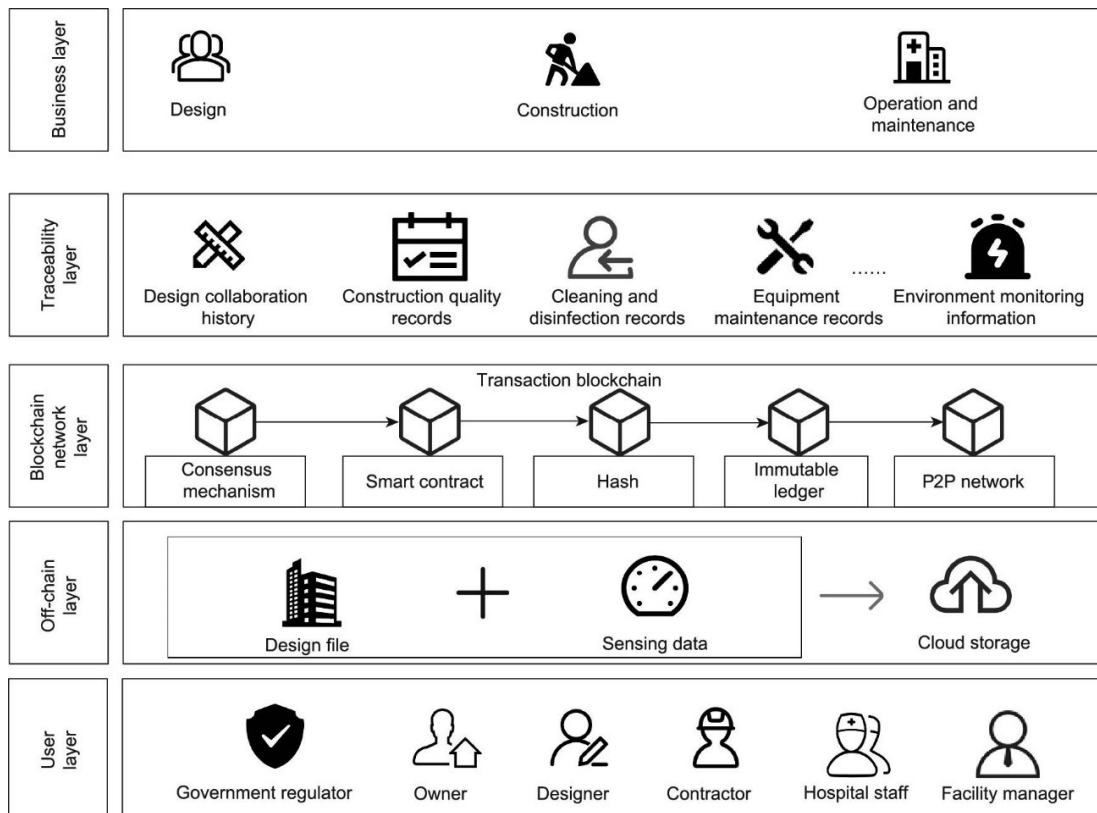 Business layer
Design
Construction
Operation and
maintenance
Traceability
layer
Design collaboration
history
Construction quality
records
Cleaning and
disinfection records
Equipment
maintenance records
......
Environment monitoring
information
Blockchain
network
layer
Transaction blockchain
Consensus
mechanism
Smart contract
Hash
Immutable
ledger
P2P network
Off-chain
layer
Design file
Sensing data
Cloud storage
User
layer
Government regulator
Owner
Designer
Contractor
Hospital staff
Facility manager